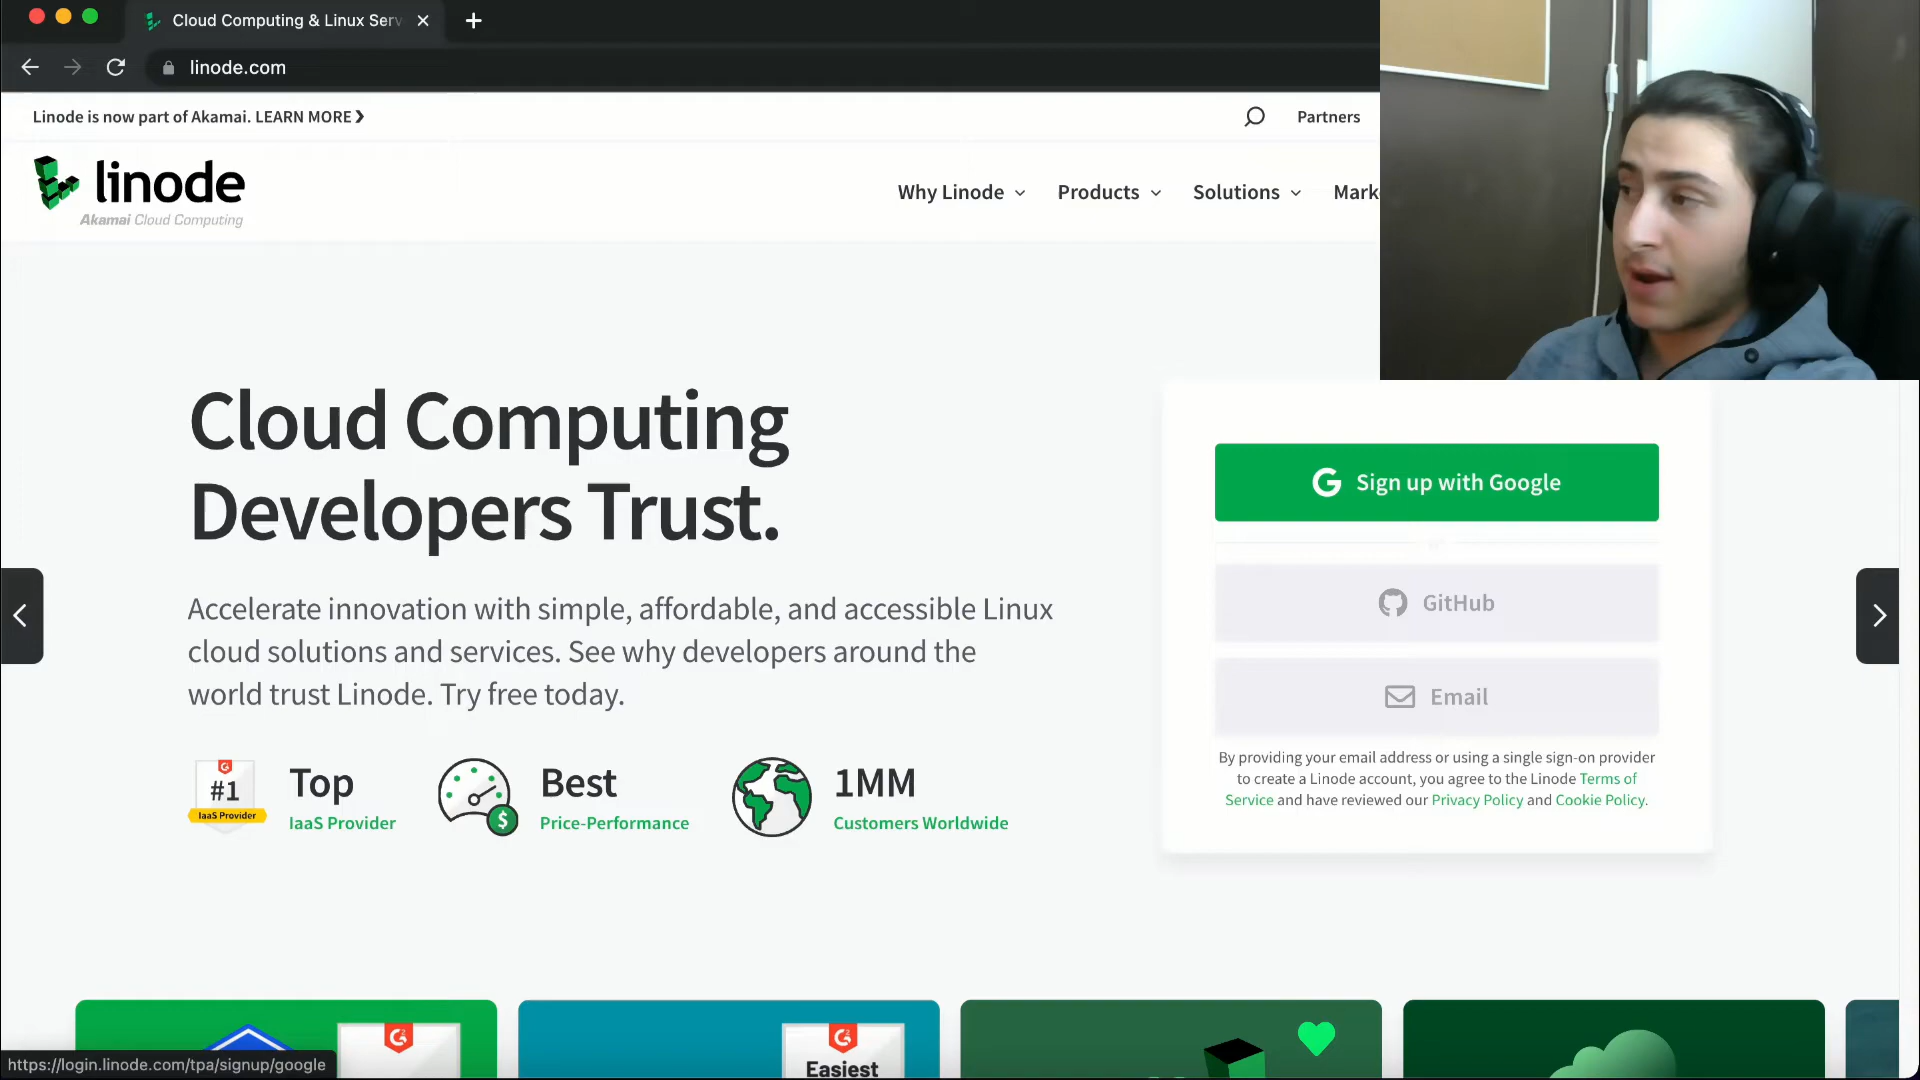 Cloud Computing & Linux Serv
linode.com
Linode is now part of Akamai. LEARN MORE ❯
Partners
linode
Akamai Cloud Computing
Why Linode
Products
Solutions
Mark
Cloud Computing
Developers Trust.
Accelerate innovation with simple, affordable, and accessible Linux
cloud solutions and services. See why developers around the
world trust Linode. Try free today.
#1
IaaS Provider
Top
IaaS Provider
$
Best
Price-Performance
1MM
Customers Worldwide
Sign up with Google
GitHub
Email
By providing your email address or using a single sign-on provider
to create a Linode account, you agree to the Linode Terms of
Service and have reviewed our Privacy Policy and Cookie Policy.
Easiest
https://login.linode.com/tpa/signup/google